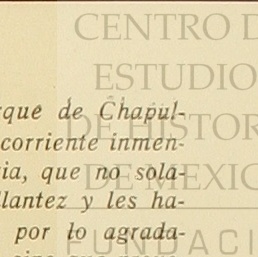 CENTRO D
ESTUDIO
DE HISTOR
DE MEXIC
FUNDACI
rque de Chapul-
corriente inmen-
ia, que no sola-
llantez y les ha-
por lo agrada-